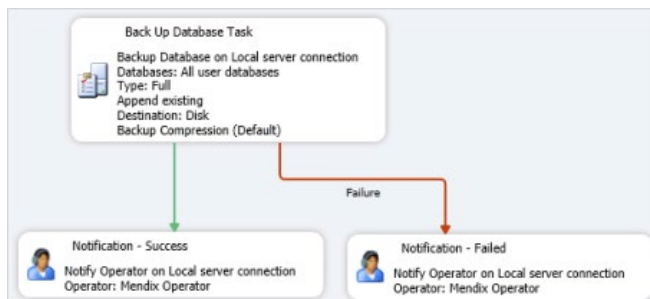 Back Up Database Task
Backup Database on Local server connection
Databases: All user databases
Type: Full
Append existing
Destination: Disk
Backup Compression (Default)
Failure
Notification - Success
Notify Operator on Local server connection
Operator: Mendix Operator
Notification - Failed
Notify Operator on Local server connection
Operator: Mendix Operator